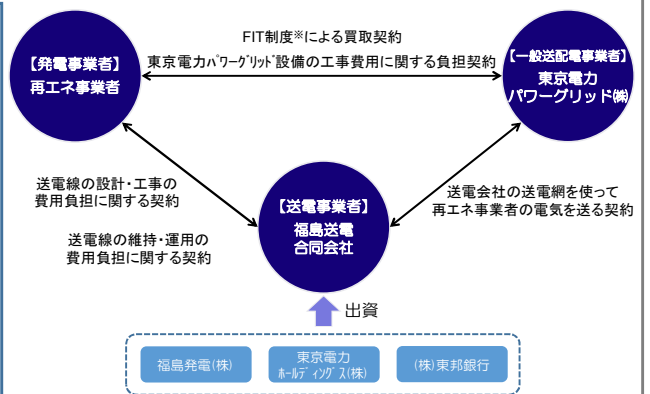 FIT制度※による買取契約
東京電力パワーグリッド設備の工事費用に関する負担契約
【発電事業者】
再エネ事業者
【一般送配電事業者】
東京電力
パワーグリッド㈱
送電線の設計・工事の
費用負担に関する契約
送電線の維持・運用の
費用負担に関する契約
【送電事業者】
福島送電
合同会社
送電会社の送電網を使って
再エネ事業者の電気を送る契約
出資
福島発電(株)
東京電力
ホールディングス(株)
(株)東邦銀行